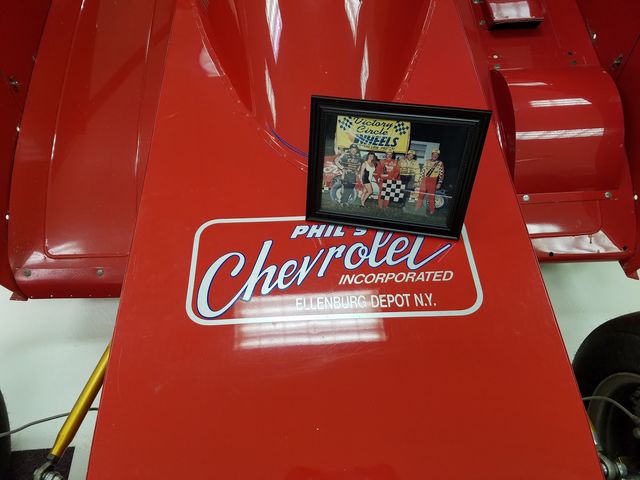 Victory
Circle
WHEELS
PHIL'S
Chevrolet
INCORPORATED
ELLENBURG DEPOT N.Y.